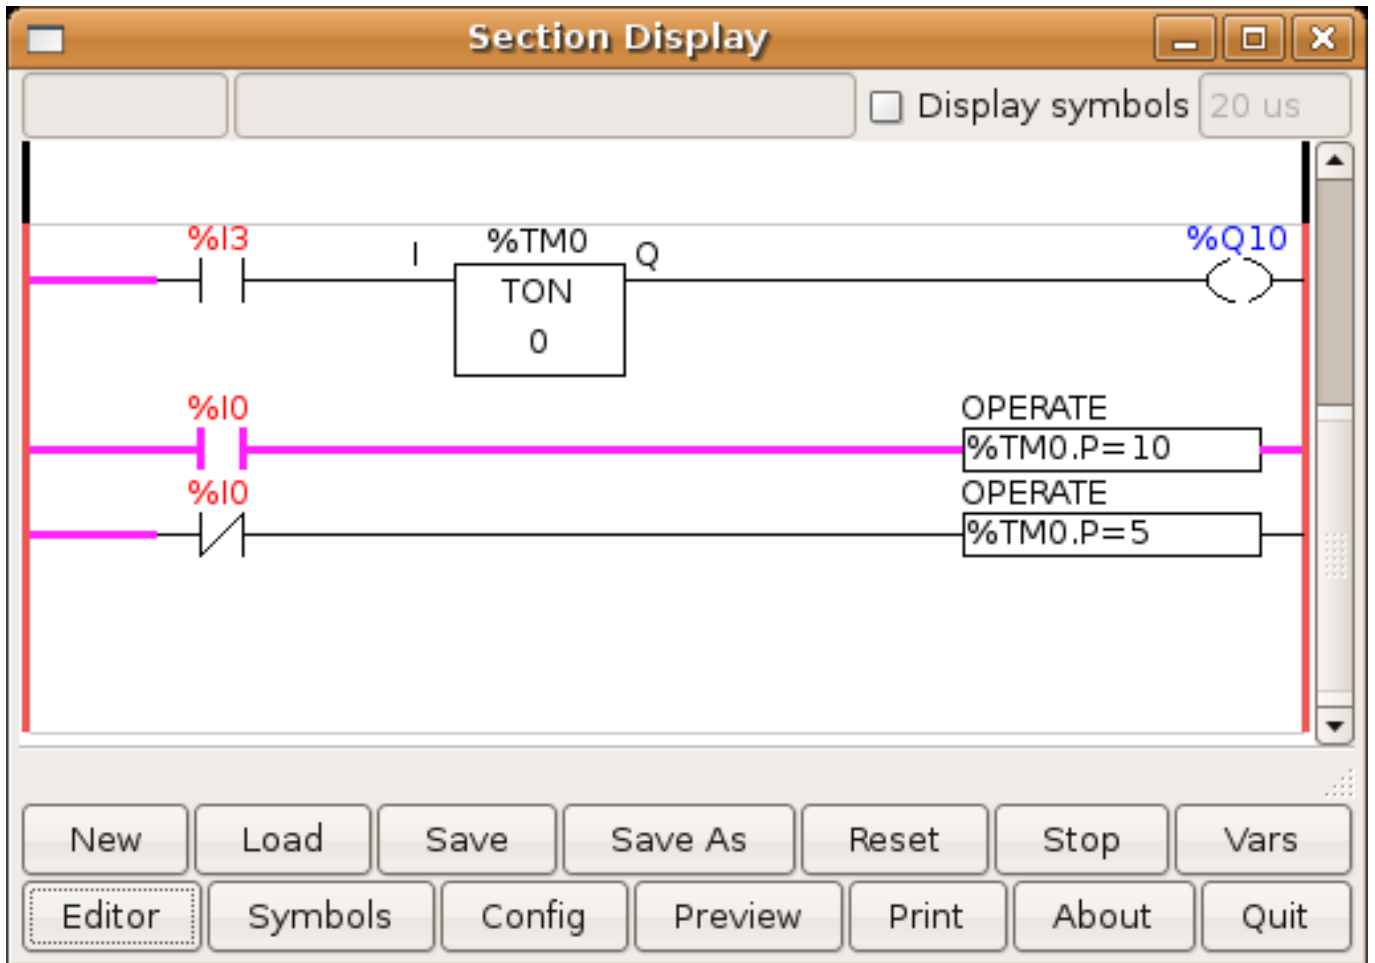 Section Display
Display symbols 20 us
%I3 I %TM0 Q %Q10
TON
0
%I0 OPERATE
%TM0.P=10
%I0 OPERATE
%TM0.P=5
New Load Save Save As Reset Stop Vars
Editor Symbols Config Preview Print About Quit